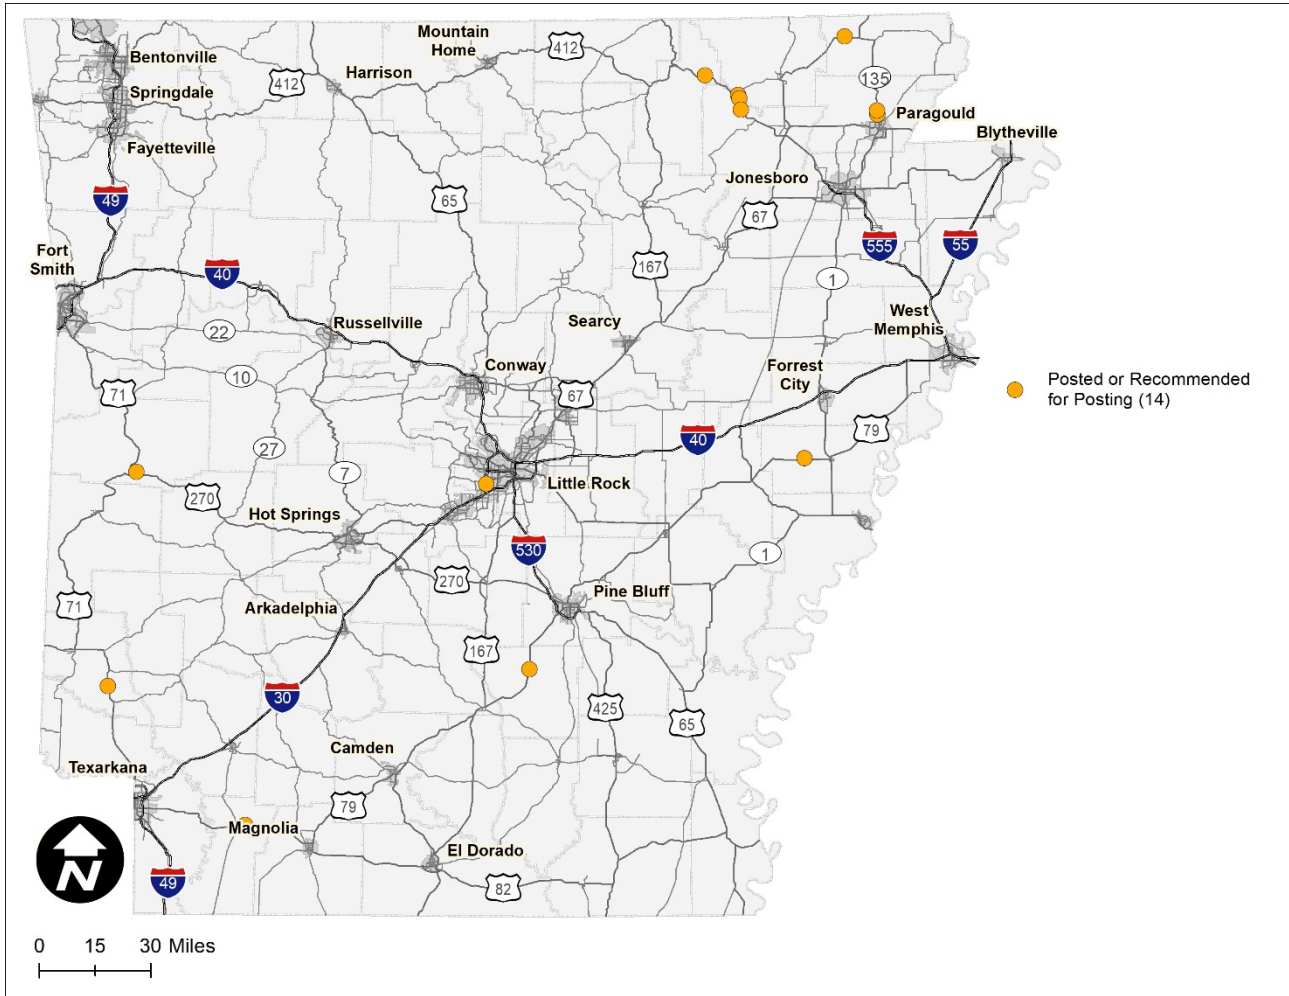 Mountain
Home
412
Bentonville
Harrison
412
Springdale
135
Paragould
Blytheville
Fayetteville
Jonesboro
49
65
67
555
55
Fort
Smith
40
167
1
22
Russellville
Searcy
West
Memphis
Conway
Forrest
City
10
71
67
Posted or Recommended
for Posting (14)
79
27
40
7
Little Rock
270
Hot Springs
530
1
270
Pine Bluff
71
Arkadelphia
167
30
425
65
Camden
Texarkana
79
Magnolia
El Dorado
N
49
82
0 15 30 Miles